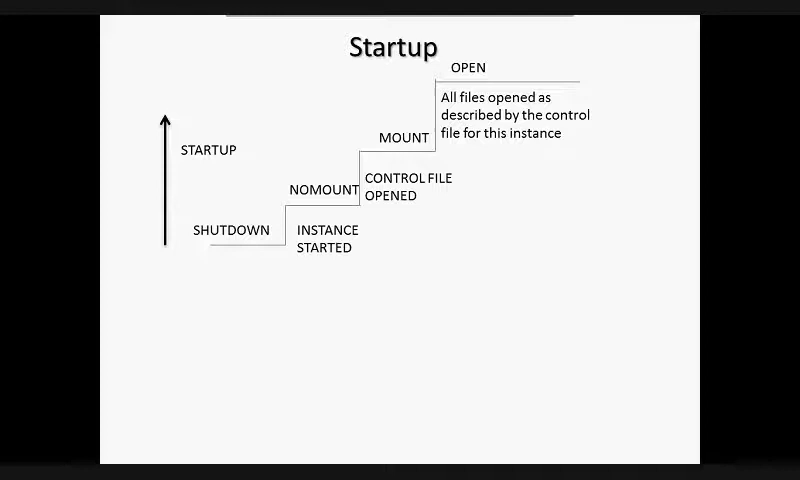 Startup
OPEN
All files opened as
described by the control
file for this instance
MOUNT
STARTUP
CONTROL FILE
OPENED
NOMOUNT
SHUTDOWN
INSTANCE
STARTED